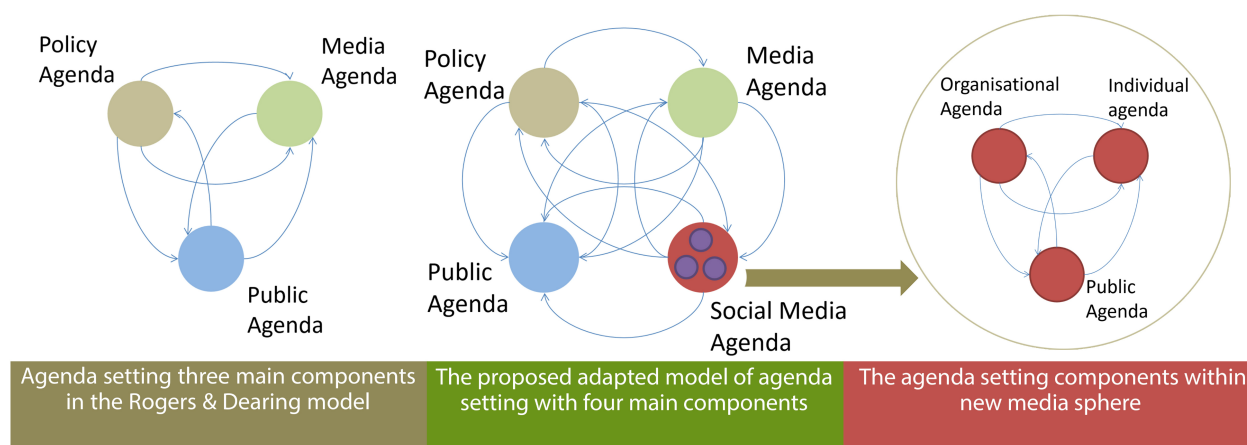 Policy
Agenda
Media
Agenda
Public
Agenda
Agenda setting three main components
in the Rogers & Dearing model
Policy
Agenda
Media
Agenda
Public
Agenda
Social Media
Agenda
The proposed adapted model of agenda
setting with four main components
Organisational
Agenda
Individual
agenda
Public
Agenda
The agenda setting components within
new media sphere